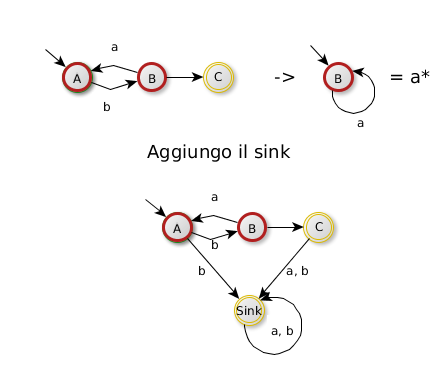 a
A B C -> B = a*
b
a
Aggiungo il sink
a
A B C
b
b a, b
Sink
a, b